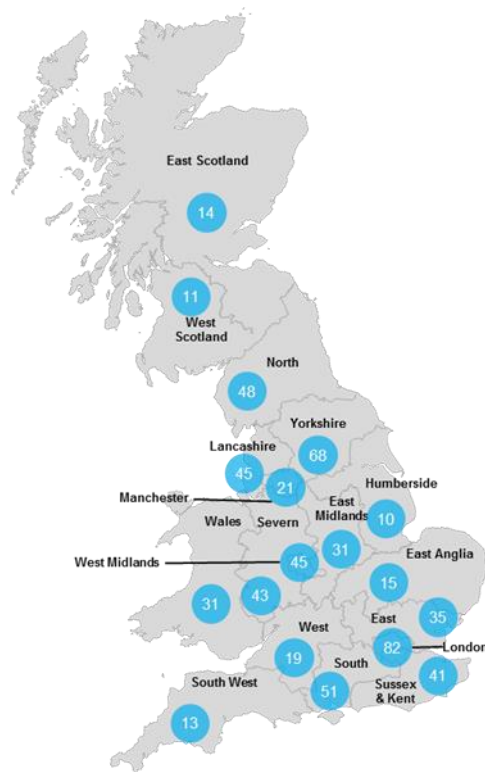 East Scotland
14
11
West
Scotland
North
48
Yorkshire
68
Lancashire
45
21
Manchester
Humberside
10
East
Midlands
31
Wales
Severn
West Midlands
45
East Anglia
15
31
43
West
19
East
35
82
London
South
51
Sussex
& Kent
41
South West
13